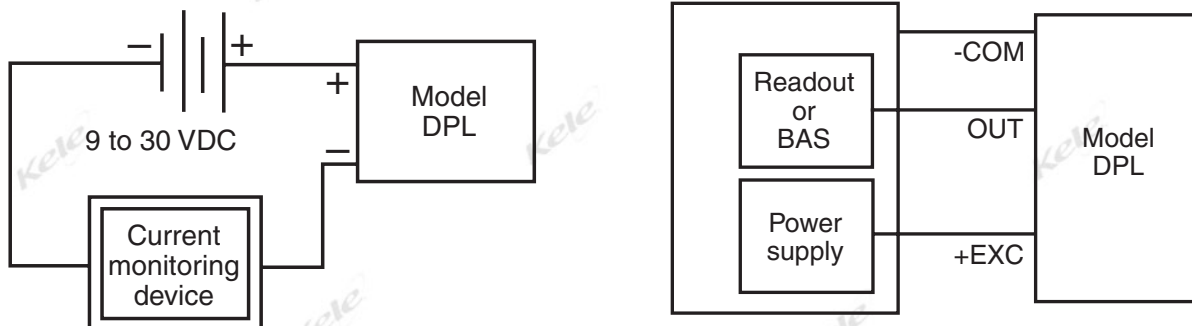 −
+
+
−
9 to 30 VDC
Model
DPL
Current
monitoring
device
Readout
or
BAS
Power
supply
-COM
OUT
+EXC
Model
DPL
Kele
Kele
Kele
Kele
Kele